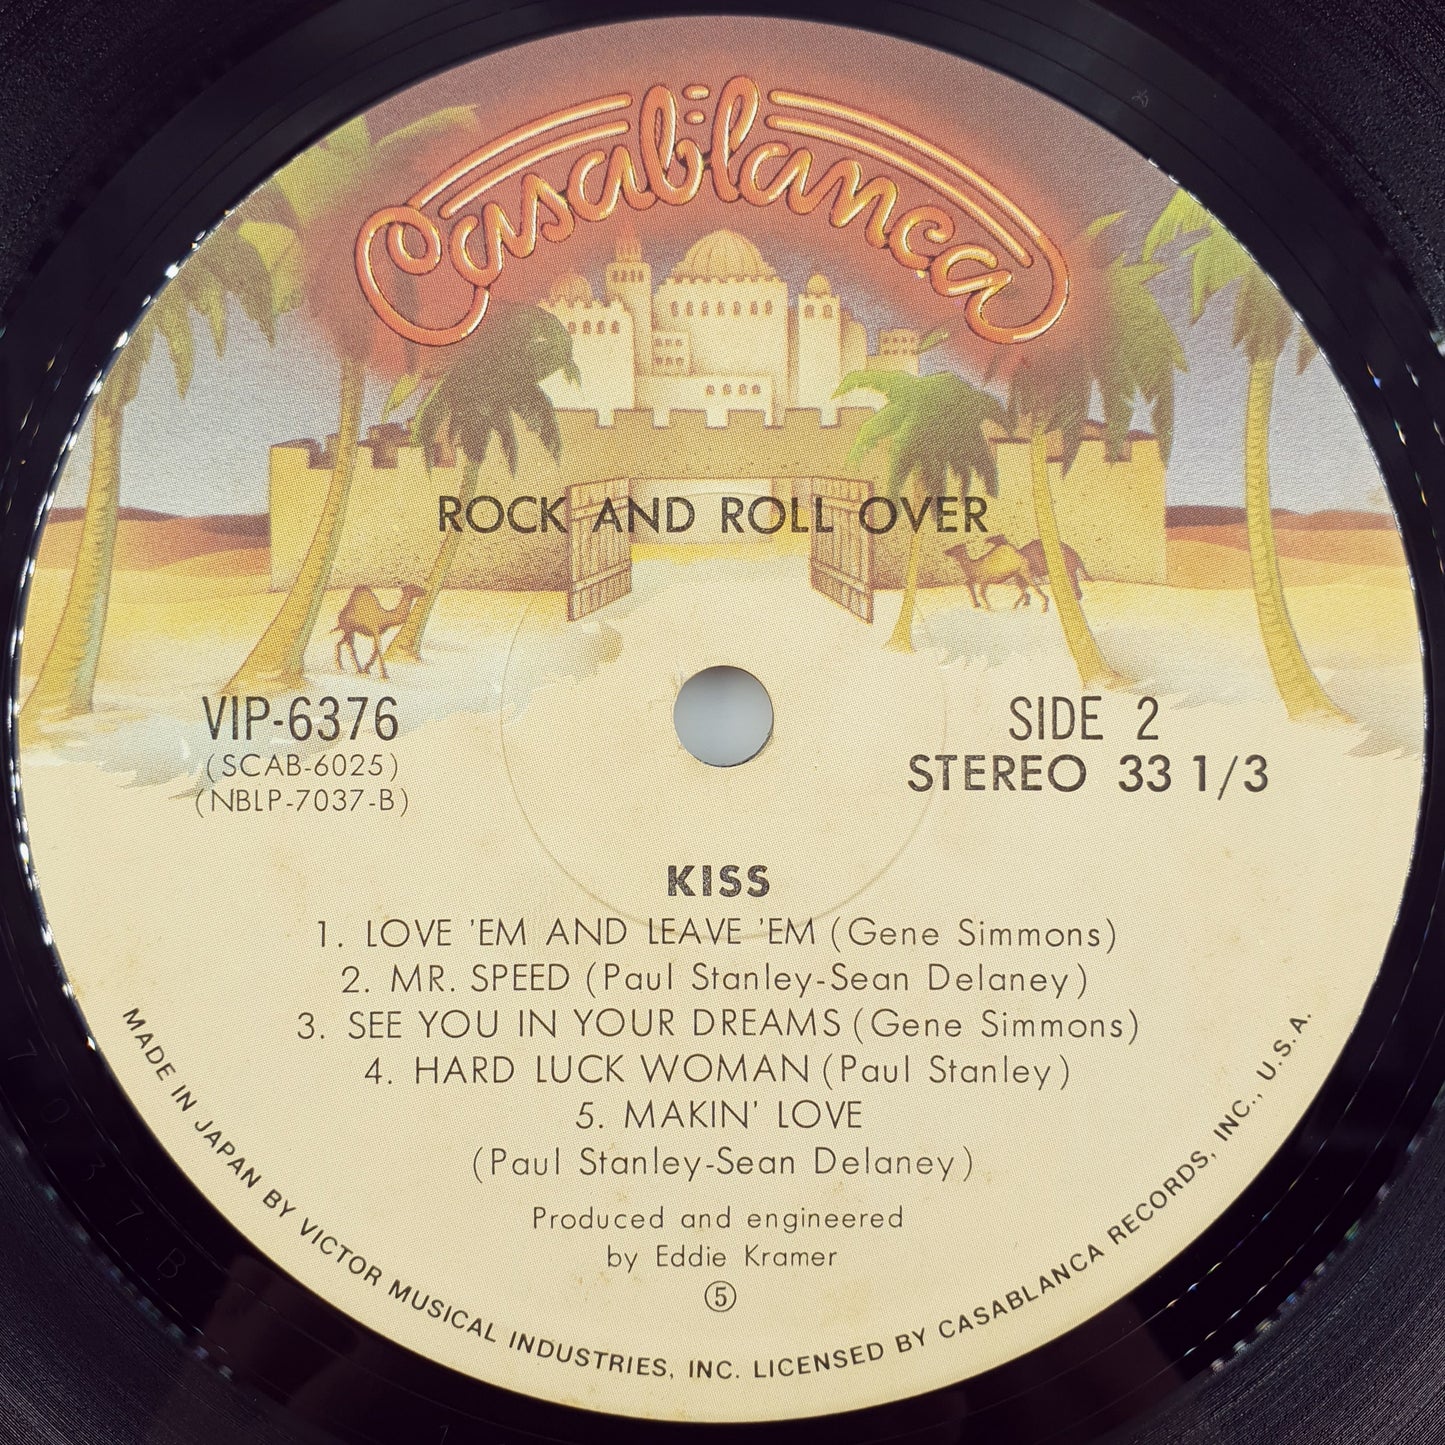 Casablanca
ROCK AND ROLL OVER
VIP-6376
(SCAB-6025)
(NBLP-7037-B)
SIDE 2
STEREO 33 1/3
KISS
1. LOVE 'EM AND LEAVE 'EM (Gene Simmons)
2. MR. SPEED (Paul Stanley-Sean Delaney)
3. SEE YOU IN YOUR DREAMS (Gene Simmons)
4. HARD LUCK WOMAN (Paul Stanley)
5. MAKIN' LOVE
(Paul Stanley-Sean Delaney)
Produced and engineered
by Eddie Kramer
⑤
MADE IN JAPAN BY VICTOR MUSICAL INDUSTRIES, INC. LICENSED BY CASABLANCA RECORDS, INC., U.S.A.
7037B